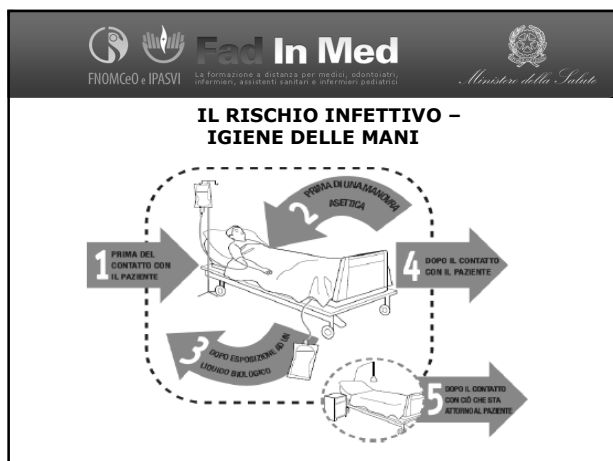 Fad In Med
FNOMCeO e IPASVI
La formazione a distanza per medici, odontoiatri,
infermieri, assistenti sanitari e infermieri pediatrici
Ministero della Salute
IL RISCHIO INFETTIVO –
IGIENE DELLE MANI
1 PRIMA DEL
CONTATTO CON
IL PAZIENTE
2 PRIMA DI UNA MANOVRA
ASETTICA
3 DOPO ESPOSIZIONE AD UN
LIQUIDO BIOLOGICO
4 DOPO IL CONTATTO
CON IL PAZIENTE
5 DOPO IL CONTATTO
CON CIÒ CHE STA
ATTORNO AL PAZIENTE